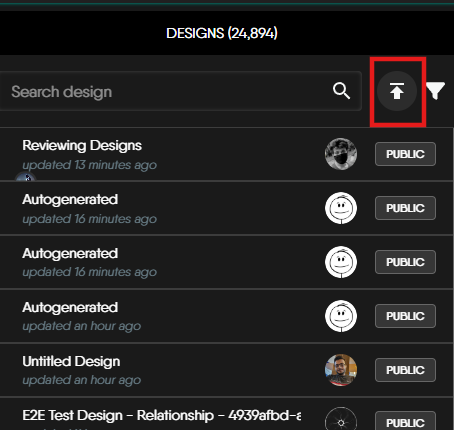 DESIGNS (24,894)
Search design
Reviewing Designs
PUBLIC
updated 13 minutes ago
Autogenerated
PUBLIC
updated 16 minutes ago
Autogenerated
PUBLIC
updated 16 minutes ago
Autogenerated
PUBLIC
updated an hour ago
Untitled Design
PUBLIC
updated an hour ago
E2E Test Design - Relationship - 4939afbd-a
PUBLIC